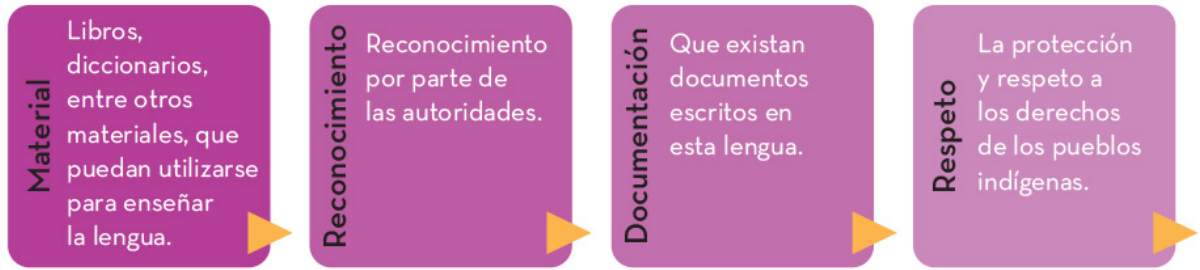 Material
Libros,
diccionarios,
entre otros
materiales, que
puedan utilizarse
para enseñar
la lengua.
Reconocimiento
Reconocimiento
por parte de
las autoridades.
Documentación
Que existan
documentos
escritos en
esta lengua.
Respeto
La protección
y respeto a
los derechos
de los pueblos
indígenas.